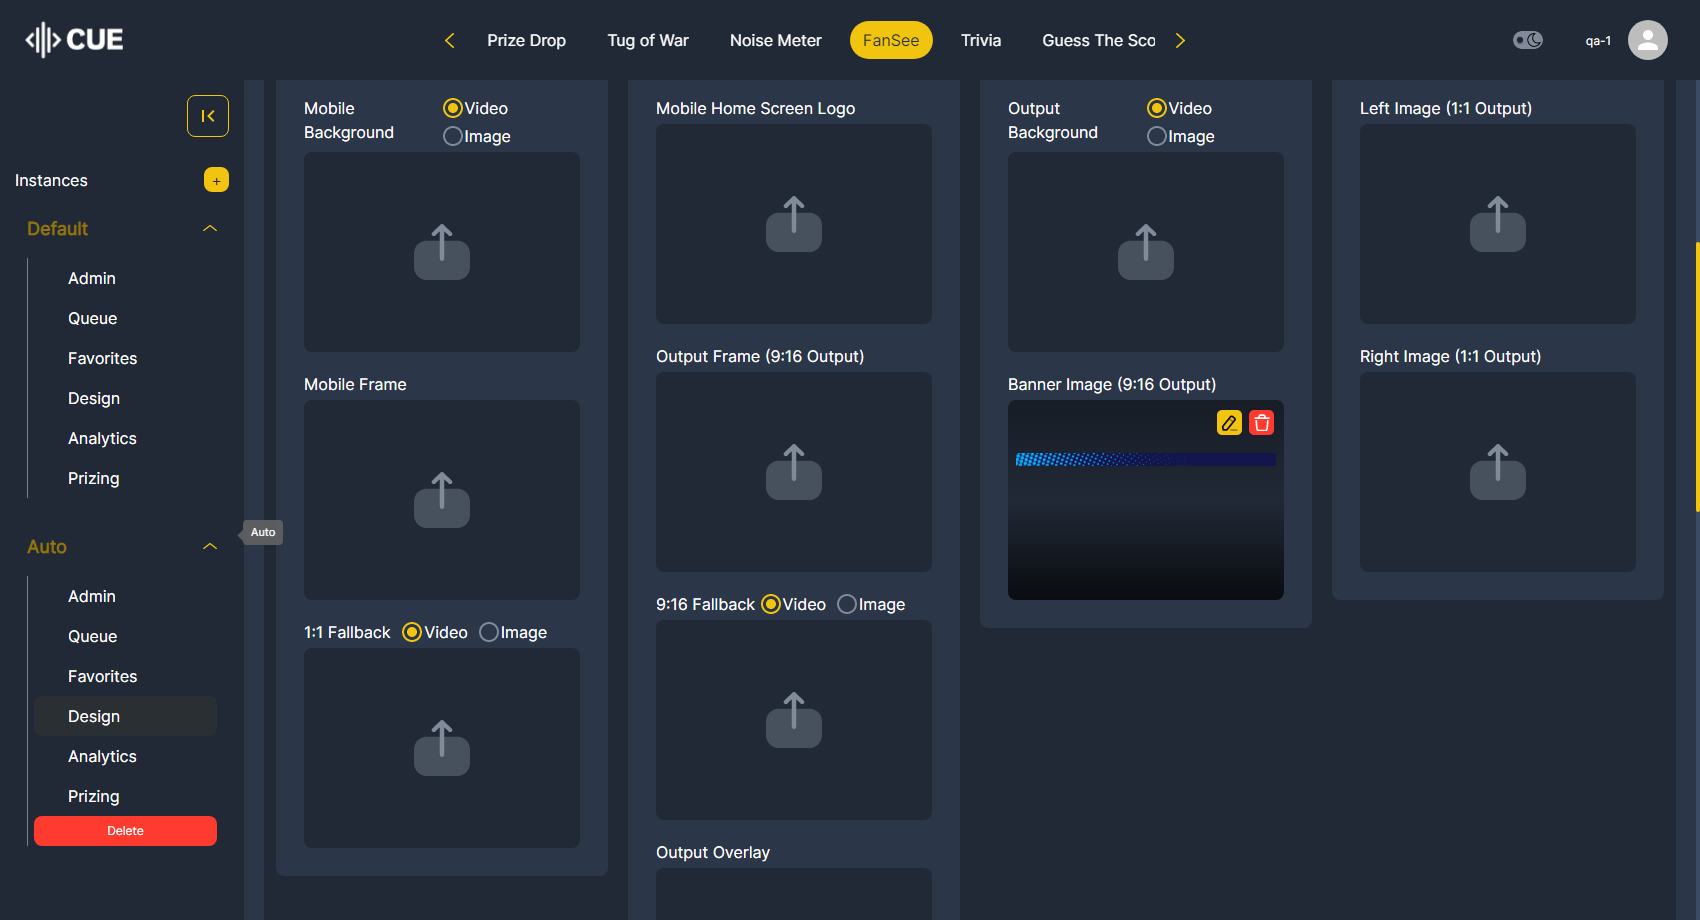 CUE
Prize Drop
Tug of War
Noise Meter
FanSee
Trivia
Guess The Sco
qa-1
Instances
+
Default
Admin
Queue
Favorites
Design
Analytics
Prizing
Auto
Auto
Admin
Queue
Favorites
Design
Analytics
Prizing
Delete
Mobile
Background
Video
Image
Mobile Frame
1:1 Fallback
Video
Image
Mobile Home Screen Logo
Output Frame (9:16 Output)
9:16 Fallback
Video
Image
Output Overlay
Output
Background
Video
Image
Banner Image (9:16 Output)
Left Image (1:1 Output)
Right Image (1:1 Output)